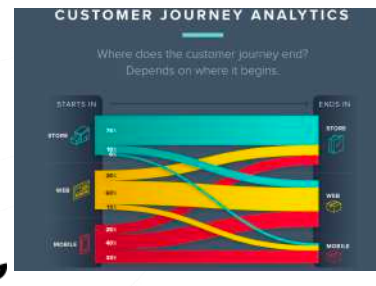 CUSTOMER JOURNEY ANALYTICS
Where does the customer journey end?
Depends on where it begins.
STARTS IN
ENDS IN
STORE
STORE
WEB
WEB
MOBILE
MOBILE